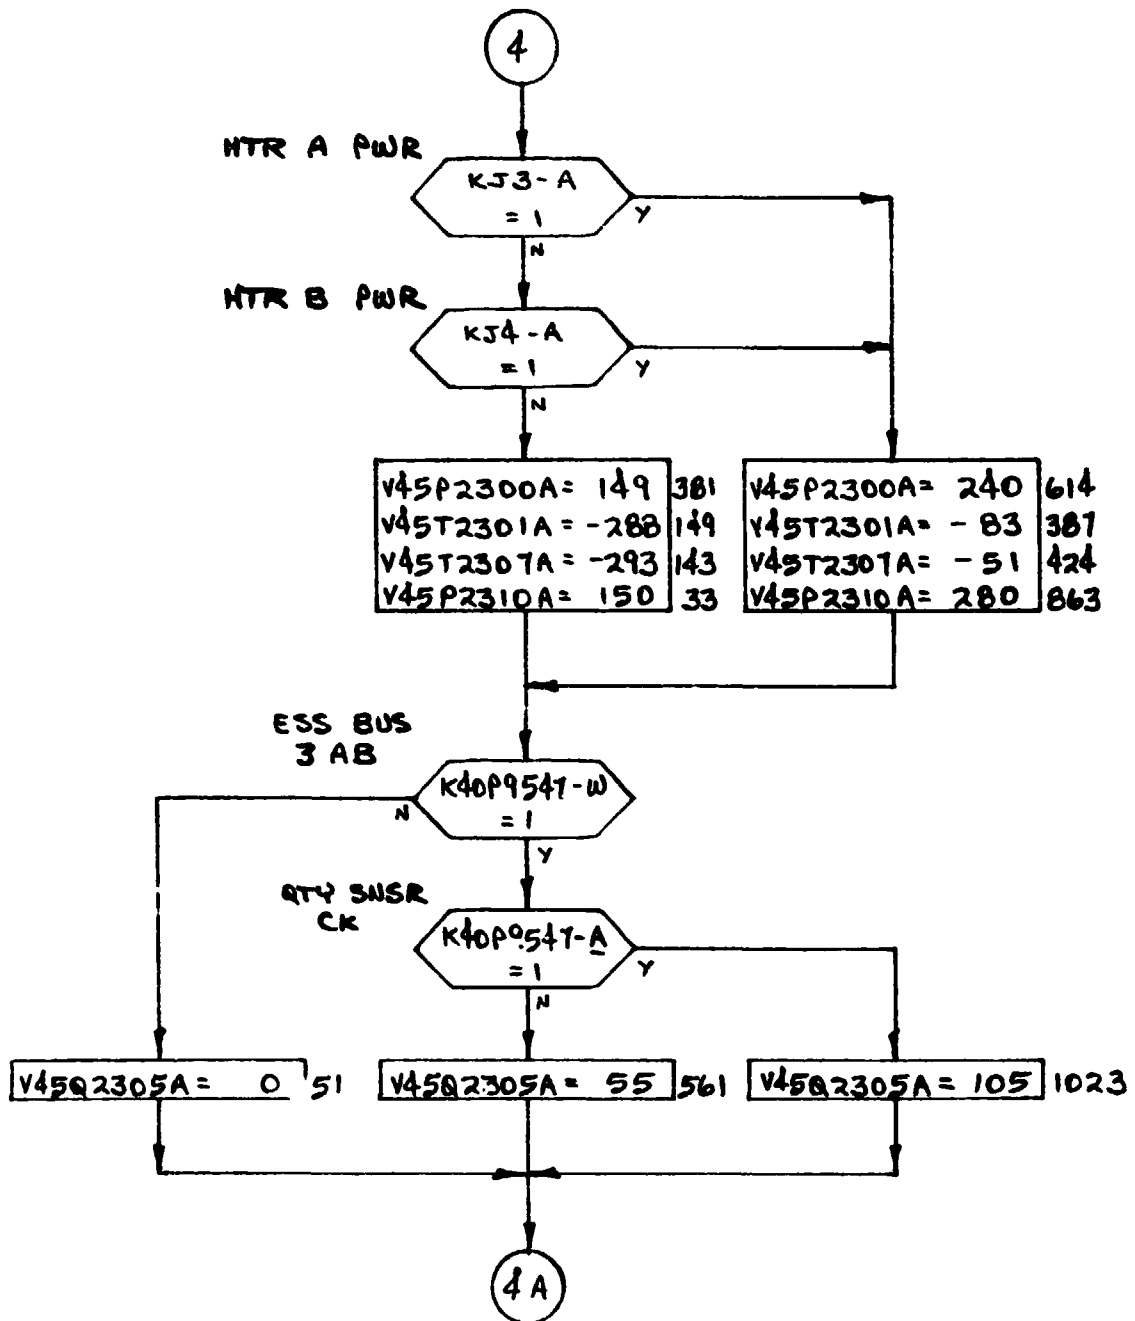 4
HTR A PWR
KJ3-A
= 1
Y
N
HTR B PWR
KJ4-A
= 1
Y
N
V45P2300A = 149 381
V45T2301A = -288 149
V45T2307A = -293 143
V45P2310A = 150 33
V45P2300A = 240 614
V45T2301A = -83 387
V45T2307A = -51 424
V45P2310A = 280 863
ESS BUS
3 AB
K40P9547-W
= 1
N
Y
QTY SNSR
CK
K40P9547-A
= 1
Y
N
V45Q2305A = 0 51
V45Q2305A = 55 561
V45Q2305A = 105 1023
4A